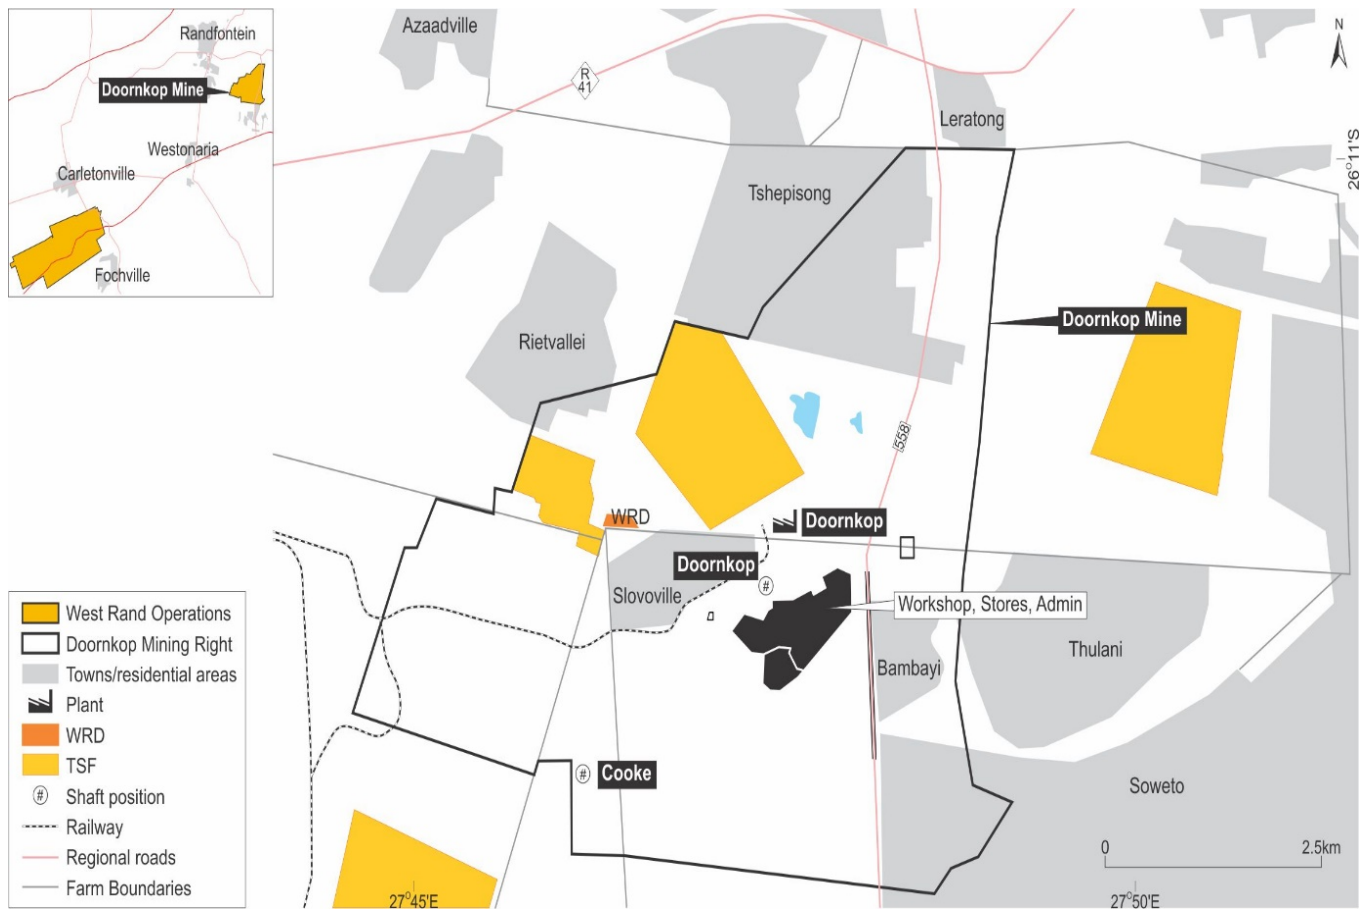 Randfontein
Doornkop Mine
Westonaria
Carletonville
Fochville
Azaadville
R
41
Leratong
N
26°11'S
Tshepisong
Rietvallei
Doornkop Mine
558
WRD
Doornkop
Doornkop
#
Slovoville
Workshop, Stores, Admin
Bambayi
Thulani
# Cooke
Soweto
0 2.5km
27°45'E
27°50'E
West Rand Operations
Doornkop Mining Right
Towns/residential areas
Plant
WRD
TSF
# Shaft position
Railway
Regional roads
Farm Boundaries